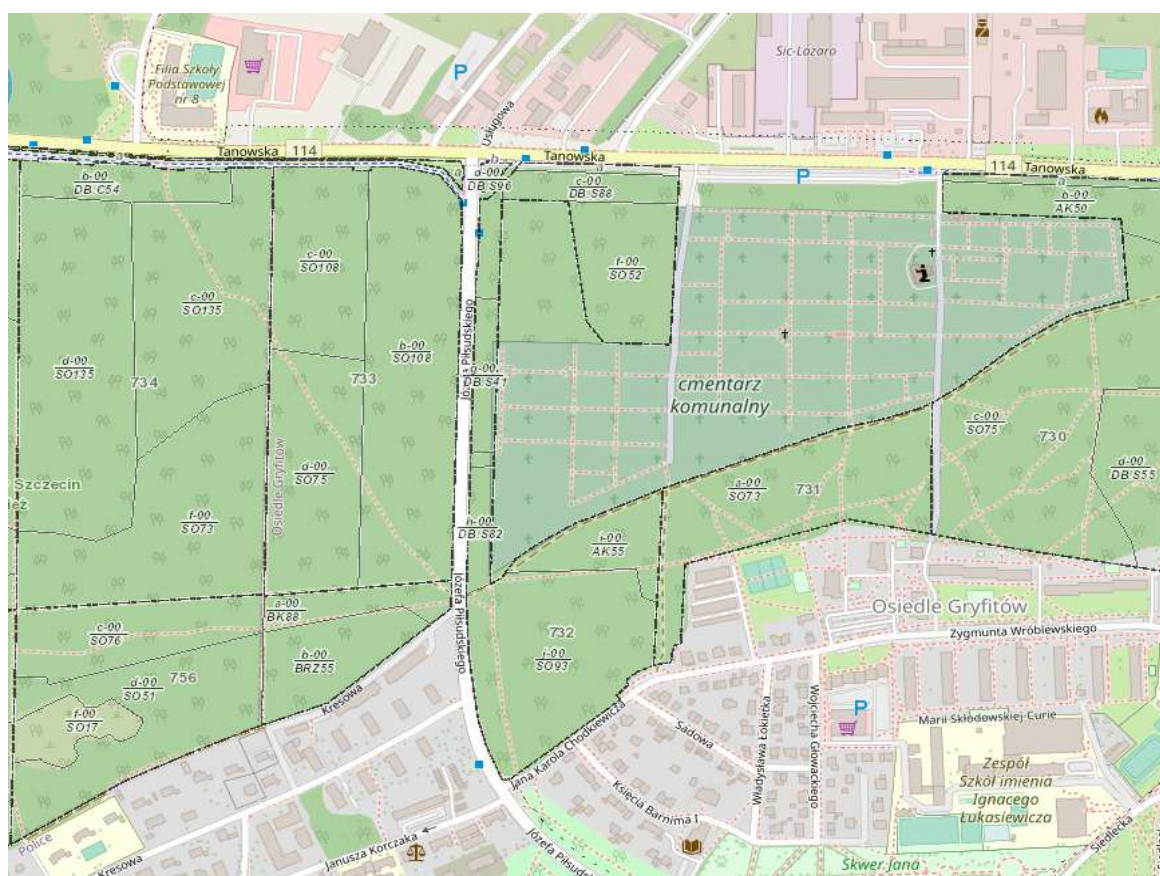 Filia Szkoły
Podstawowej
nr 8
P
Usługowa
Sic-Lazaro
Tanowska
114
b
Tanowska
P
114
Tanowska
a
a
a
a
b-00
DB.C54
d-00
DB.S96
c-00
DB.S88
b-00
AK50
c-00
SO108
f-00
SO52
c-00
SO135
d-00
SO135
734
b-00
SO108
733
Józefa Piłsudskiego
g-00
DB.S41
cmentarz
komunalny
c-00
SO75
730
d-00
DB.S55
Osiedle Gryfitów
d-00
SO75
Szczecin
f-00
SO73
a-00
SO73
731
h-00
DB.S82
i-00
AK55
Józefa Piłsudskiego
a-00
BK88
c-00
SO76
732
Osiedle Gryfitów
Zygmunta Wróblewskiego
b-00
BRZ55
j-00
SO93
d-00
SO51
756
f-00
SO17
Kresowa
Jana Karola Chodkiewicza
Sadowa
Władysława Łokietka
Wojciecha Głowackiego
P
Marii Skłodowskiej-Curie
Księcia Barnima I
Zespół
Szkół imienia
Ignacego
Łukasiewicza
Police
Kresowa
Janusza Korczaka
Józefa Piłsudskiego
Skwer Jana
Siedlecka